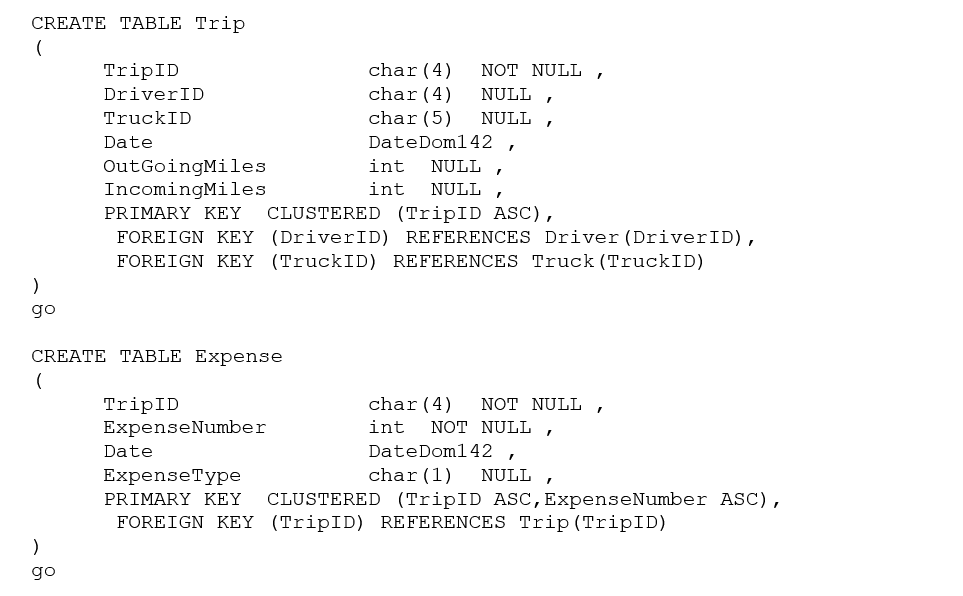 CREATE TABLE Trip
(
TripID char(4) NOT NULL ,
DriverID char(4) NULL ,
TruckID char(5) NULL ,
Date DateDom142 ,
OutGoingMiles int NULL ,
IncomingMiles int NULL ,
PRIMARY KEY CLUSTERED (TripID ASC),
FOREIGN KEY (DriverID) REFERENCES Driver(DriverID),
FOREIGN KEY (TruckID) REFERENCES Truck(TruckID)
)
go
CREATE TABLE Expense
(
TripID char(4) NOT NULL ,
ExpenseNumber int NOT NULL ,
Date DateDom142 ,
ExpenseType char(1) NULL ,
PRIMARY KEY CLUSTERED (TripID ASC,ExpenseNumber ASC),
FOREIGN KEY (TripID) REFERENCES Trip(TripID)
)
go